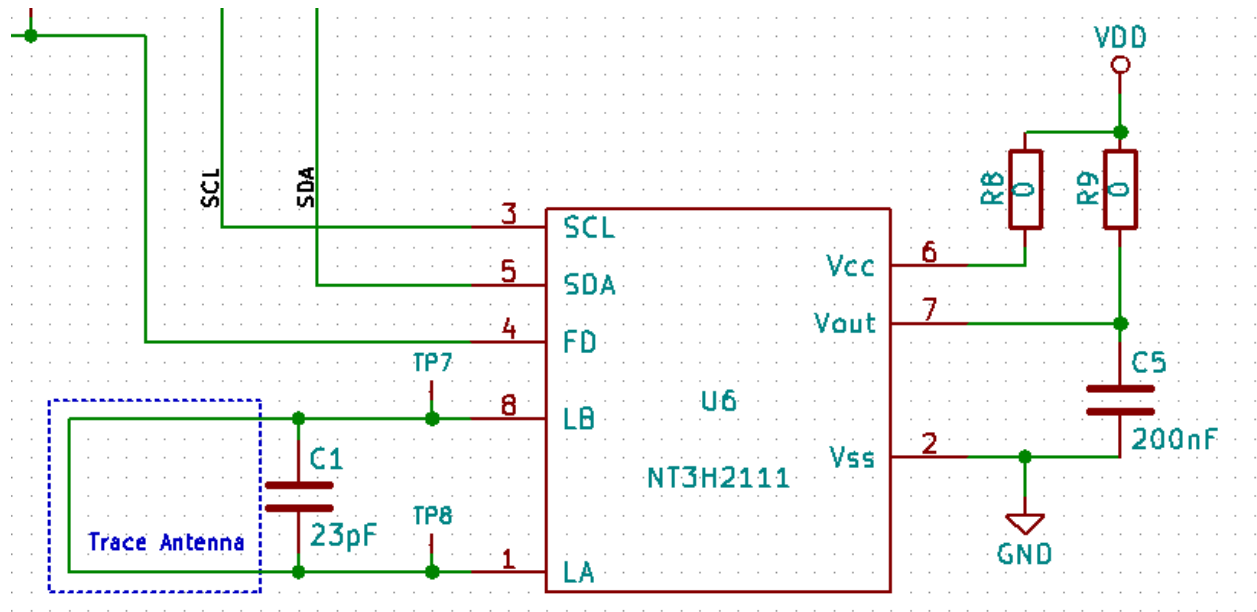 VDD
SCL
SDA
R8
0
R9
0
3
SCL
5
SDA
4
FD
Vcc
6
Vout
7
TP7
8
LB
C5
200nF
U6
NT3H2111
Vss
2
C1
23pF
TP8
Trace Antenna
1
LA
GND